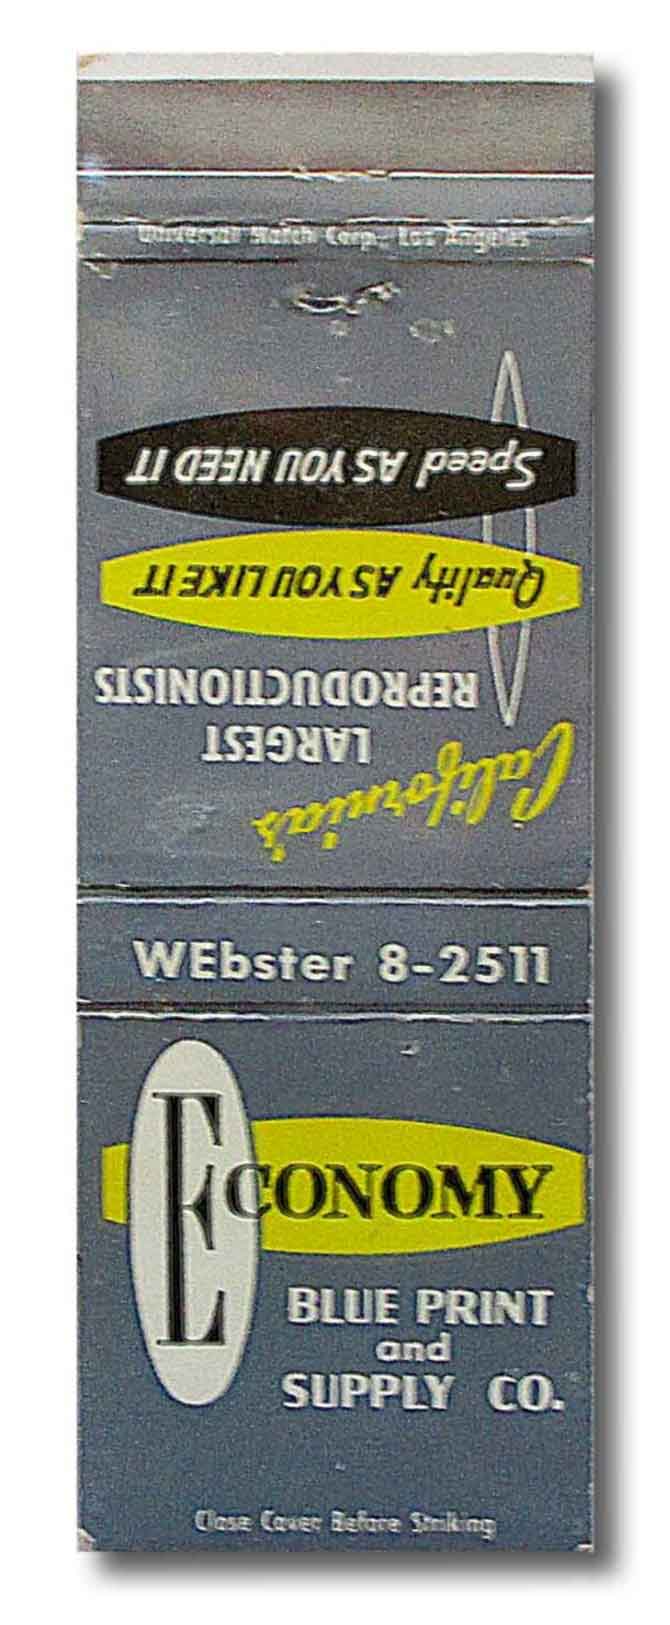 Universal Match Corp., Los Angeles
California's
LARGEST
REPRODUCTIONISTS
Quality AS YOU LIKE IT
Speed AS YOU NEED IT
WEbster 8-2511
ECONOMY
BLUE PRINT
and
SUPPLY CO.
Close Cover Before Striking